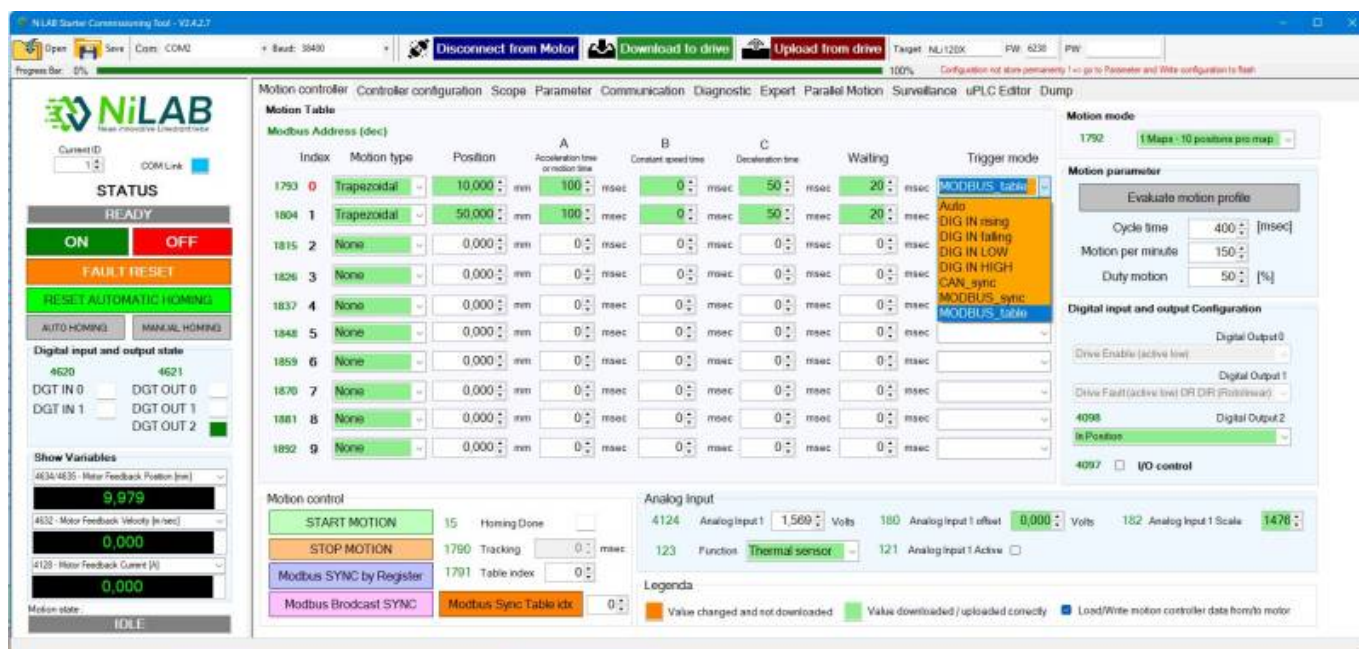 NiLAB Starter Commissioning Tool - V2.4.2.7
Open Save Com: COM2 Baud: 38400 Disconnect from Motor Download to drive Upload from drive Target NLi120X FW: 6230 PW:
Progress Bar: 0% 100% Configuration not store permanenty ! => go to Parameter and Write configuration to flash
Motion controller Controller configuration Scope Parameter Communication Diagnostic Expert Parallel Motion Surveillance uPLC Editor Dump
NiLAB
Current ID
1 COM Link
STATUS
READY
ON OFF
FAULT RESET
RESET AUTOMATIC HOMING
AUTO HOMING MANUAL HOMING
Digital input and output state
4620 4621
DGT IN 0 DGT OUT 0
DGT IN 1 DGT OUT 1
DGT OUT 2
Show Variables
4634/4635 - Motor Feedback Position [mm]
9,979
4632 - Motor Feedback Velocity [m/sec]
0,000
4128 - Motor Feedback Current [A]
0,000
Motion state:
IDLE
Motion Table
Modbus Address (dec)
A B C
Index Motion type Position Acceleration time or motion time Constant speed time Deceleration time Waiting Trigger mode
1793 0 Trapezoidal 10,000 mm 100 msec 0 msec 50 msec 20 msec MODBUS_table
1804 1 Trapezoidal 50,000 mm 100 msec 0 msec 50 msec 20 msec
1815 2 None 0,000 mm 0 msec 0 msec 0 msec 0 msec
1826 3 None 0,000 mm 0 msec 0 msec 0 msec 0 msec
1837 4 None 0,000 mm 0 msec 0 msec 0 msec 0 msec
1848 5 None 0,000 mm 0 msec 0 msec 0 msec 0 msec
1859 6 None 0,000 mm 0 msec 0 msec 0 msec 0 msec
1870 7 None 0,000 mm 0 msec 0 msec 0 msec 0 msec
1881 8 None 0,000 mm 0 msec 0 msec 0 msec 0 msec
1892 9 None 0,000 mm 0 msec 0 msec 0 msec 0 msec
Auto
DIG IN rising
DIG IN falling
DIG IN LOW
DIG IN HIGH
CAN_sync
MODBUS_sync
MODBUS_table
Motion mode
1792 1 Maps - 10 positions pro map
Motion parameter
Evaluate motion profile
Cycle time 400 [msec]
Motion per minute 150
Duty motion 50 [%]
Digital input and output Configuration
Digital Output 0
Drive Enable (active low)
Digital Output 1
Drive Fault (active low) OR DIR (Rotolinear)
4098 Digital Output 2
In Position
4097 I/O control
Motion control
START MOTION 15 Homing Done
STOP MOTION 1790 Tracking 0 msec
Modbus SYNC by Register 1791 Table index 0
Modbus Brodcast SYNC Modbus Sync Table idx 0
Analog Input
4124 Analog Input 1 1,569 Volts 180 Analog Input 1 offset 0,000 Volts 182 Analog Input 1 Scale 1476
123 Function Thermal sensor 121 Analog Input 1 Active
Legenda
Value changed and not downloaded Value downloaded / uploaded correctly Load/Write motion controller data from/to motor